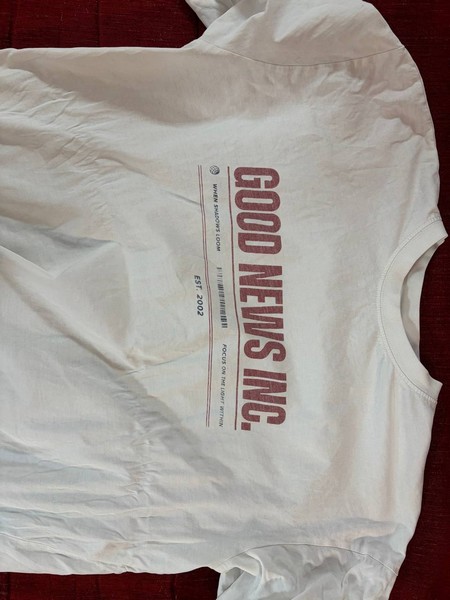 GOOD NEWS INC.
WHEN SHADOWS LOOM FOCUS ON THE LIGHT WITHIN
EST. 2002